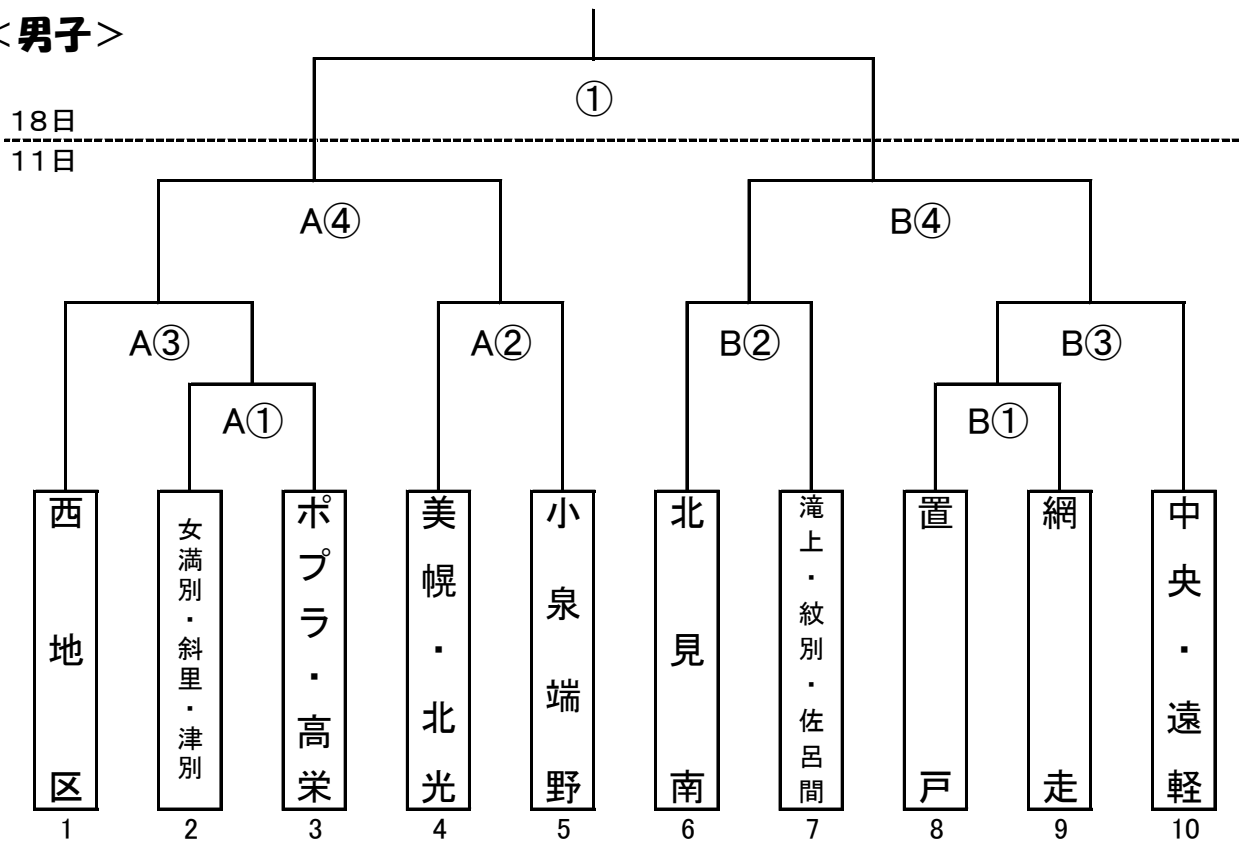 ＜男子＞
①
18日
11日
A④
B④
A③
A②
B②
B③
A①
B①
西地区
女満別・斜里・津別
ポプラ・高栄
美幌・北光
小泉端野
北見南
滝上・紋別・佐呂間
置戸
網走
中央・遠軽
1 2 3 4 5 6 7 8 9 10